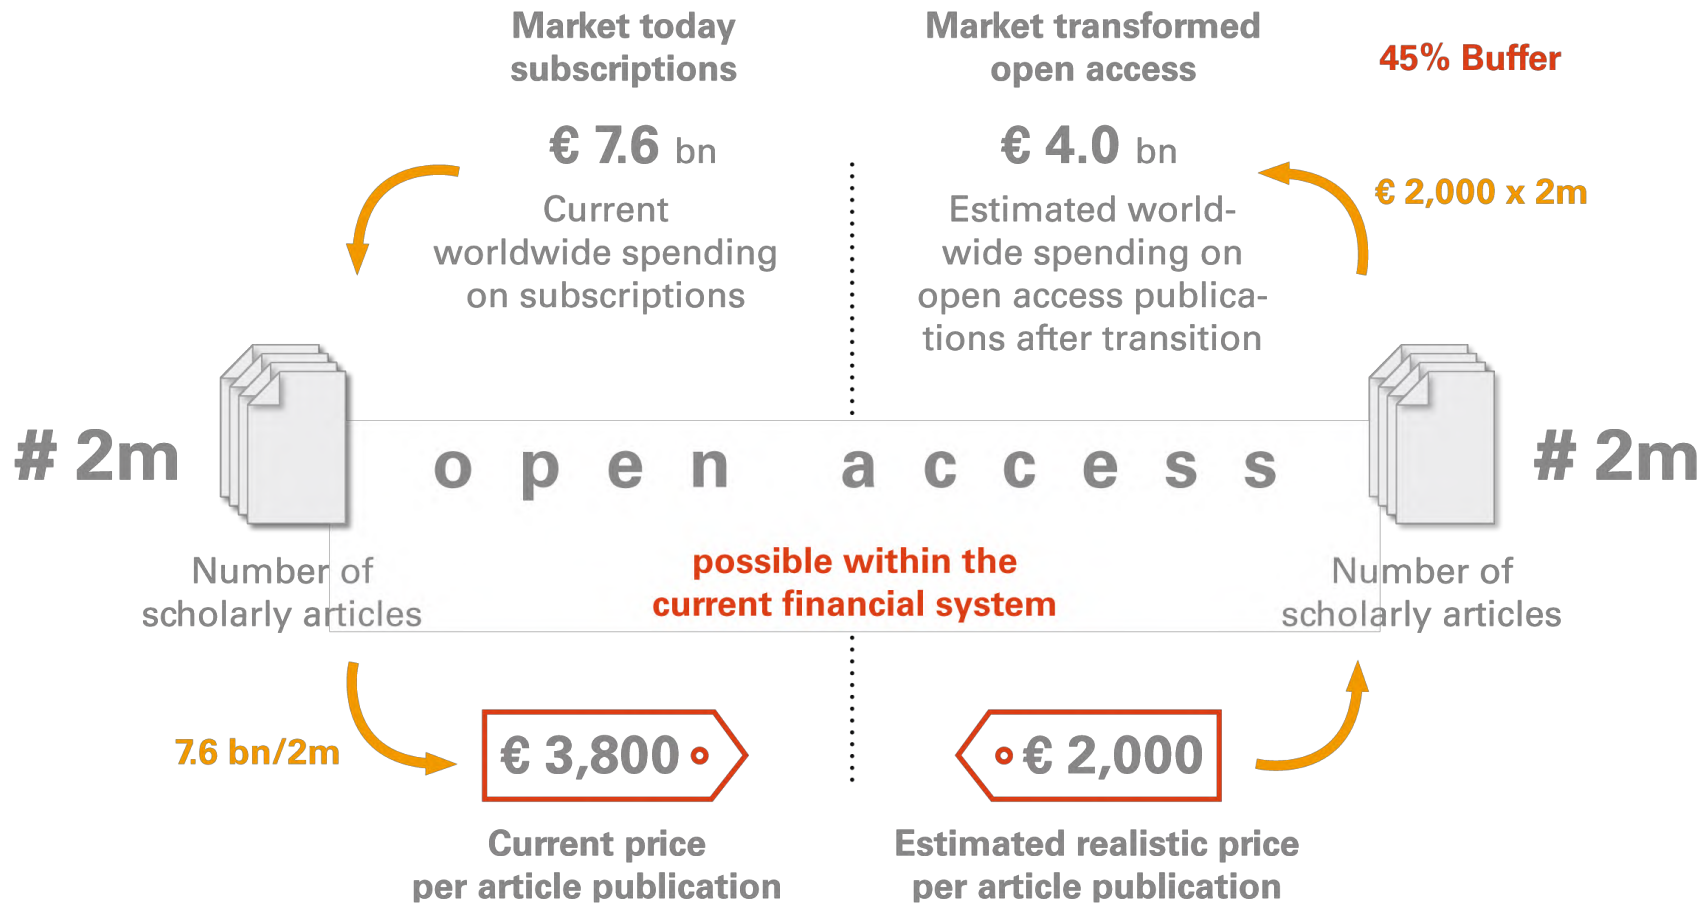 Market today
subscriptions
€ 7.6 bn
Current
worldwide spending
on subscriptions
Market transformed
open access
€ 4.0 bn
Estimated world-
wide spending on
open access publica-
tions after transition
45% Buffer
€ 2,000 x 2m
# 2m
open access
# 2m
possible within the
current financial system
Number of
scholarly articles
Number of
scholarly articles
7.6 bn/2m
€ 3,800
€ 2,000
Current price
per article publication
Estimated realistic price
per article publication